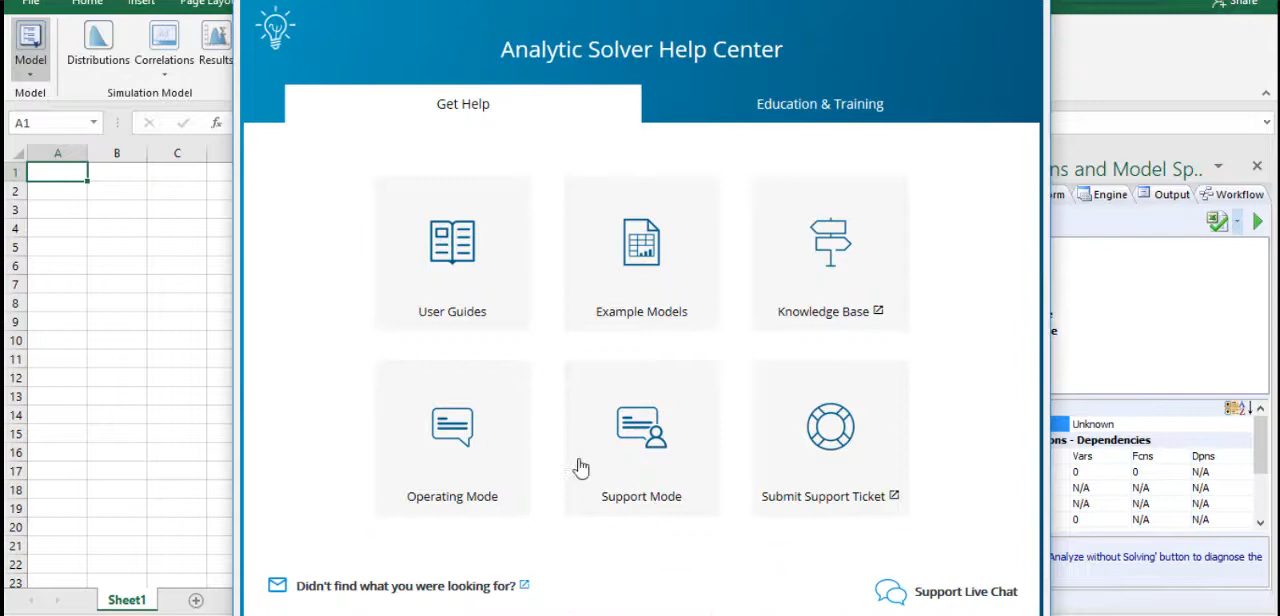 File Home Insert Page Layou Share
Model Distributions Correlations Results
Model Simulation Model
A1 fx
Analytic Solver Help Center
Get Help Education & Training
A B C
1
2
3
4
5
6
7
8
9
10
11
12
13
14
15
16
17
18
19
20
21
22
23
User Guides Example Models Knowledge Base
Operating Mode Support Mode Submit Support Ticket
Didn't find what you were looking for?
Support Live Chat
Sheet1
ns and Model Sp..
rm Engine Output Workflow
e
Unknown
ons - Dependencies
Vars Fcns Dpns
0 0 N/A
N/A N/A N/A
N/A N/A N/A
0 N/A N/A
Analyze without Solving' button to diagnose the